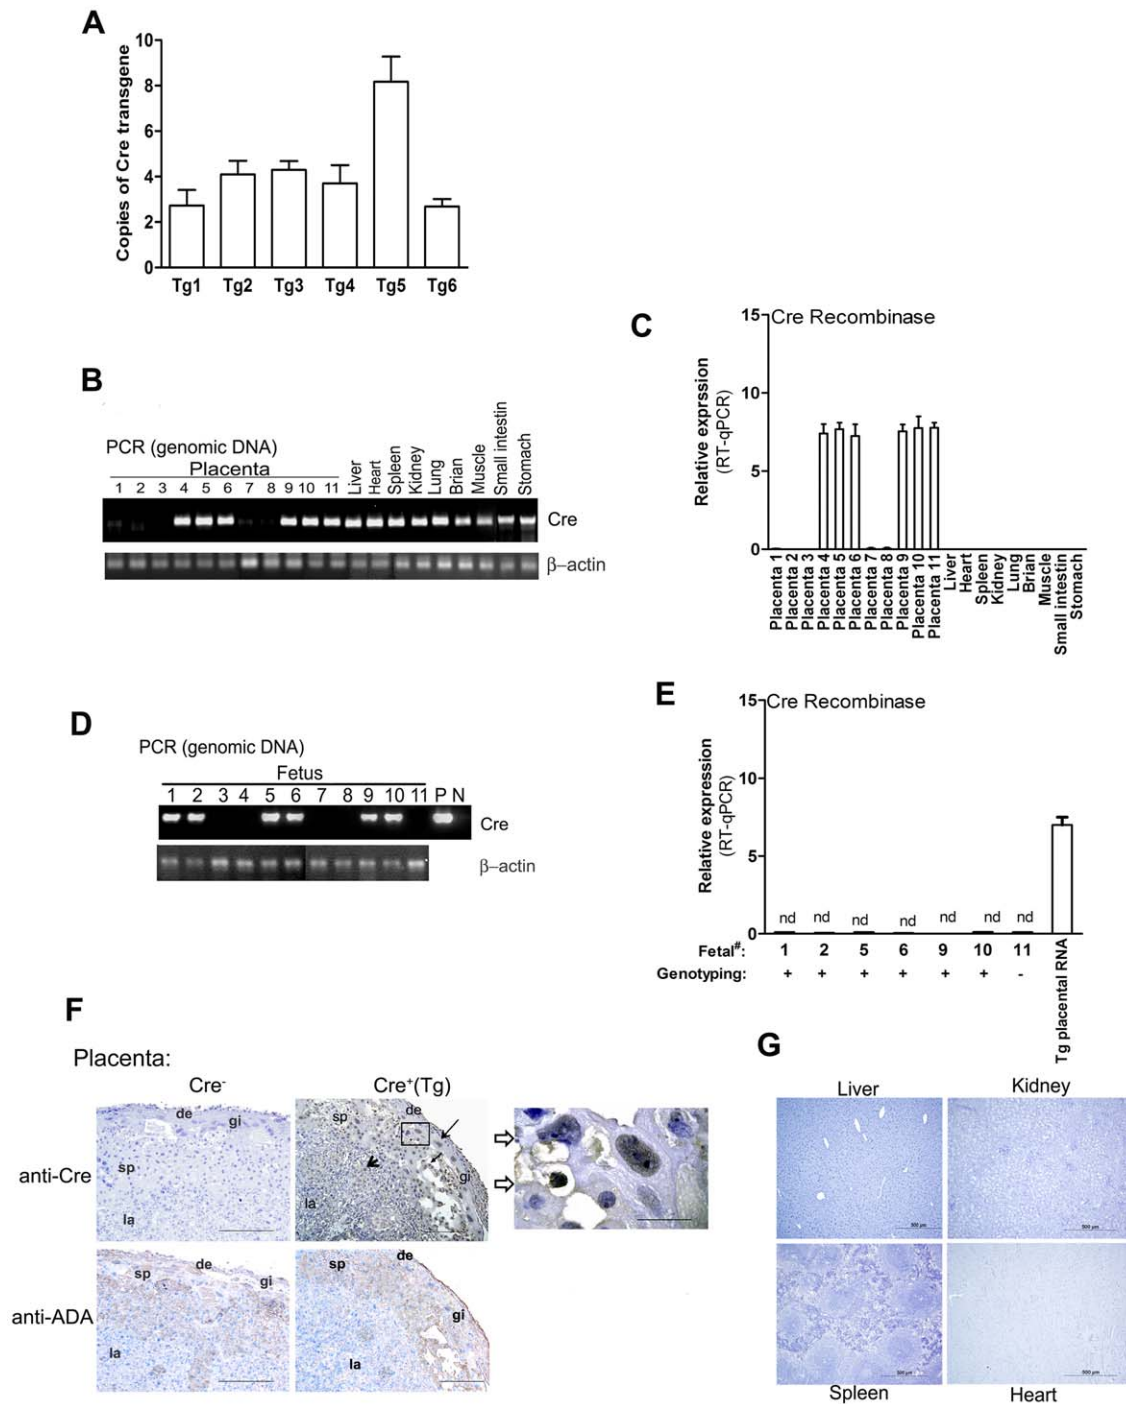 A
10
8
6
4
2
0
Copies of Cre transgene
Tg1 Tg2 Tg3 Tg4 Tg5 Tg6
B
PCR (genomic DNA)
Placenta
1 2 3 4 5 6 7 8 9 10 11 Liver Heart Spleen Kidney Lung Brian Muscle Small intestin Stomach
Cre
β-actin
C
Cre Recombinase
15
10
5
0
Relative exprssion
(RT-qPCR)
Placenta 1 Placenta 2 Placenta 3 Placenta 4 Placenta 5 Placenta 6 Placenta 7 Placenta 8 Placenta 9 Placenta 10 Placenta 11 Liver Heart Spleen Kidney Lung Brian Muscle Small intestin Stomach
D
PCR (genomic DNA)
Fetus
1 2 3 4 5 6 7 8 9 10 11 P N
Cre
β-actin
E
Cre Recombinase
15
10
5
0
Relative expression
(RT-qPCR)
nd nd nd nd nd nd nd
Fetal#: 1 2 5 6 9 10 11
Genotyping: + + + + + + -
Tg placental RNA
F
Placenta:
Cre- Cre+(Tg)
anti-Cre
de gi sp la
sp de gi la
anti-ADA
de sp gi la
de sp gi la
G
Liver Kidney
500 µm 500 µm
500 µm 500 µm
Spleen Heart